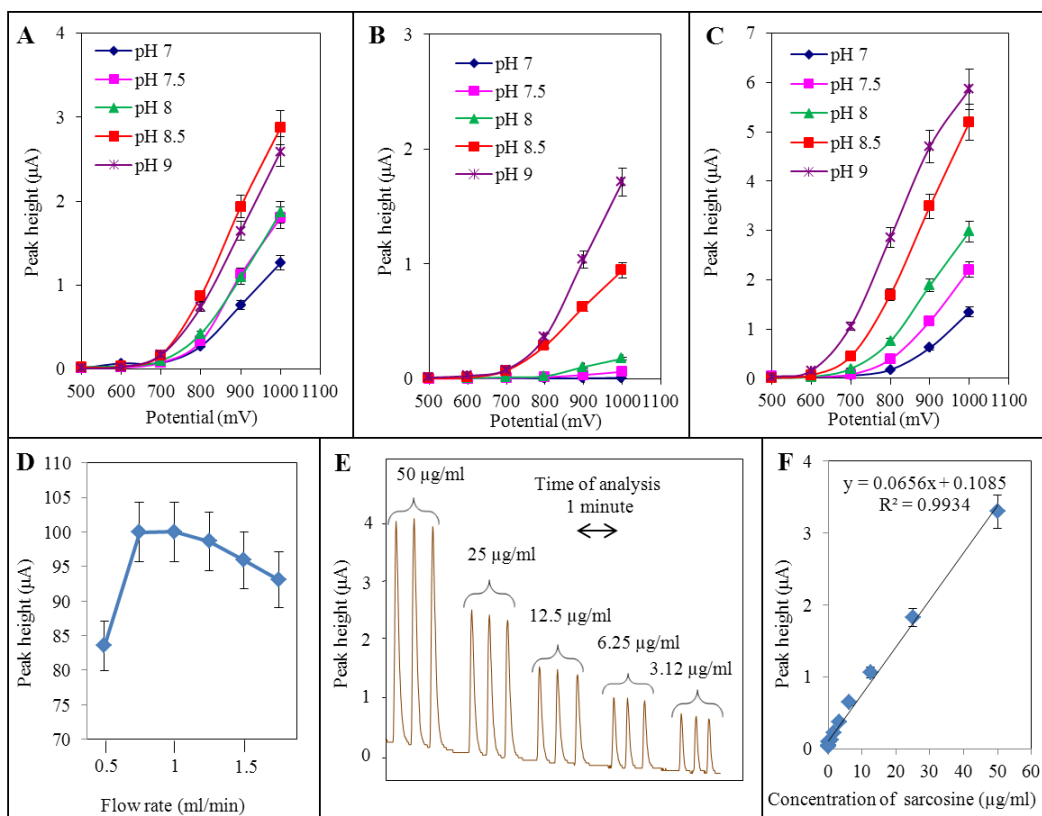 A
4
3
2
1
0
Peak height (µA)
pH 7
pH 7.5
pH 8
pH 8.5
pH 9
500 600 700 800 900 1000 1100
Potential (mV)
B
3
2
1
0
Peak height (µA)
pH 7
pH 7.5
pH 8
pH 8.5
pH 9
500 600 700 800 900 1000 1100
Potential (mV)
C
7
6
5
4
3
2
1
0
Peak height (µA)
pH 7
pH 7.5
pH 8
pH 8.5
pH 9
500 600 700 800 900 1000 1100
Potential (mV)
D
110
105
100
95
90
85
80
75
70
Peak height (µA)
0.5 1 1.5
Flow rate (ml/min)
E
4
3
2
1
0
Peak height (µA)
50 µg/ml
25 µg/ml
12.5 µg/ml
6.25 µg/ml
3.12 µg/ml
Time of analysis
1 minute
F
4
3
2
1
0
Peak height (µA)
y = 0.0656x + 0.1085
R² = 0.9934
0 10 20 30 40 50 60
Concentration of sarcosine (µg/ml)